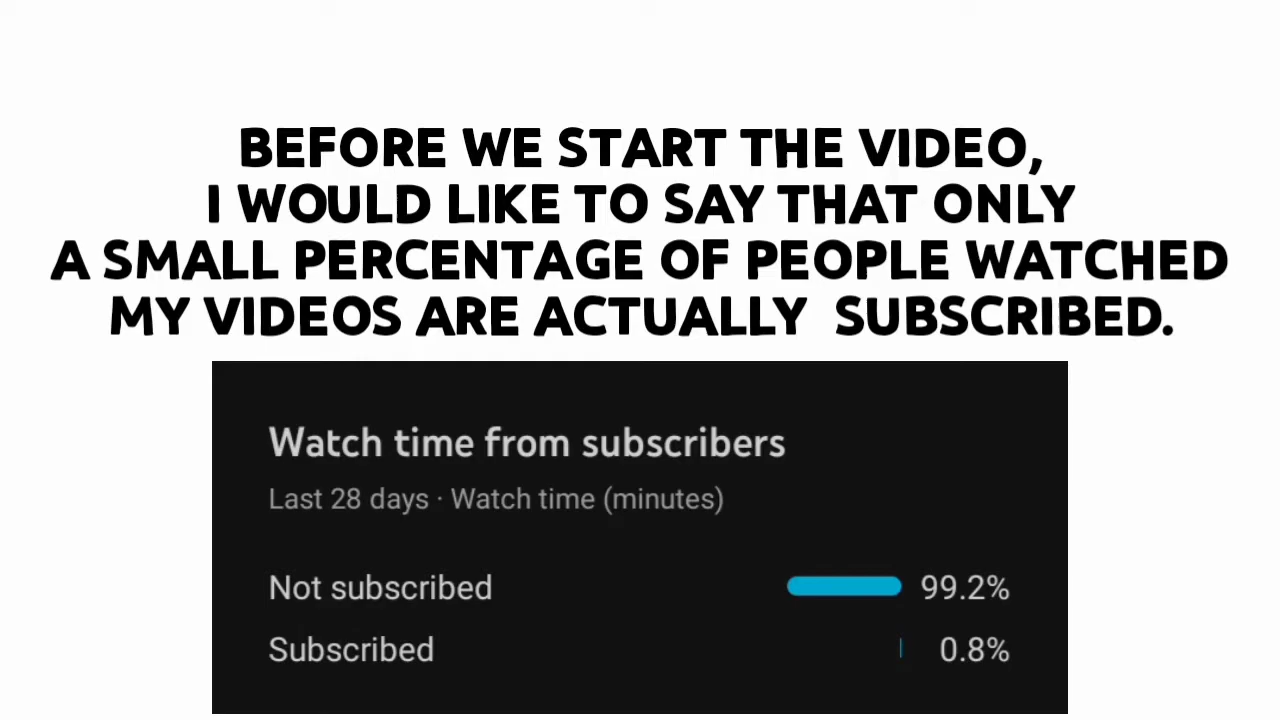 BEFORE WE START THE VIDEO,
I WOULD LIKE TO SAY THAT ONLY
A SMALL PERCENTAGE OF PEOPLE WATCHED
MY VIDEOS ARE ACTUALLY SUBSCRIBED.
Watch time from subscribers
Last 28 days · Watch time (minutes)
Not subscribed 99.2%
Subscribed 0.8%